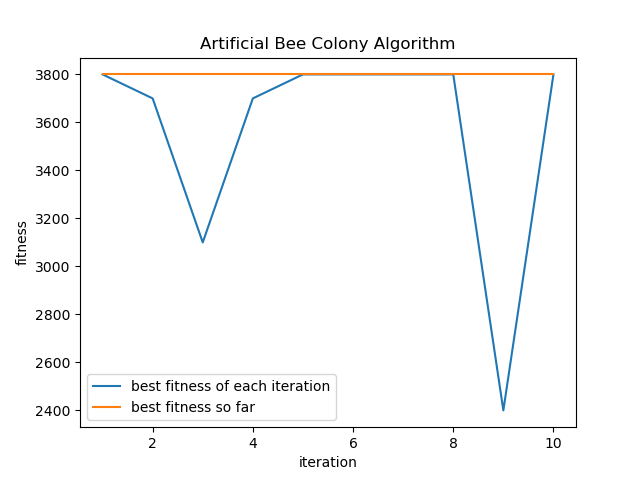 Artificial Bee Colony Algorithm
3800
3600
3400
3200
3000
2800
2600
2400
fitness
best fitness of each iteration
best fitness so far
2 4 6 8 10
iteration